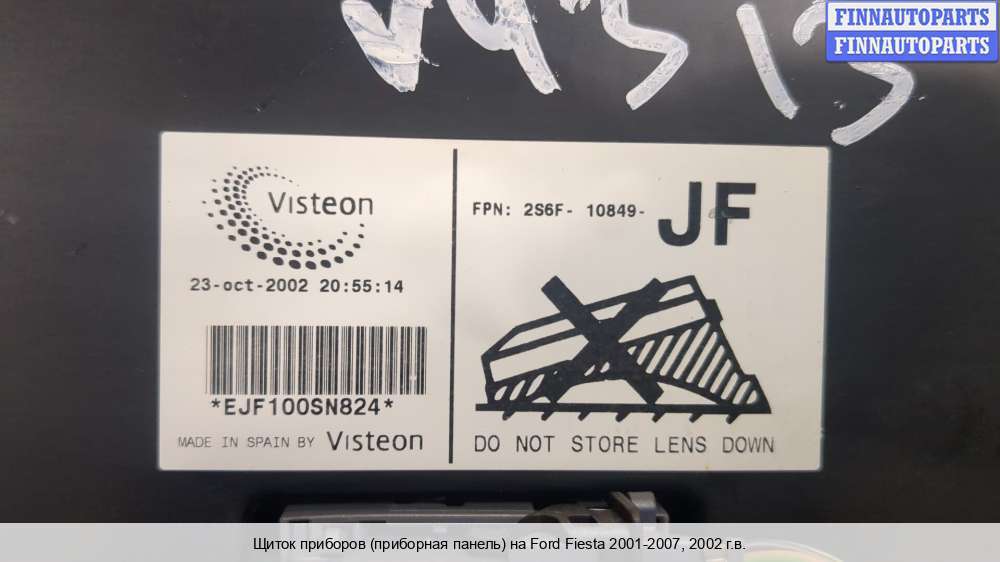 FINNAUTOPARTS
FINNAUTOPARTS
Visteon
23-oct-2002 20:55:14
*EJF100SN824*
MADE IN SPAIN BY Visteon
FPN: 2S6F- 10849- JF
DO NOT STORE LENS DOWN
Щиток приборов (приборная панель) на Ford Fiesta 2001-2007, 2002 г.в.